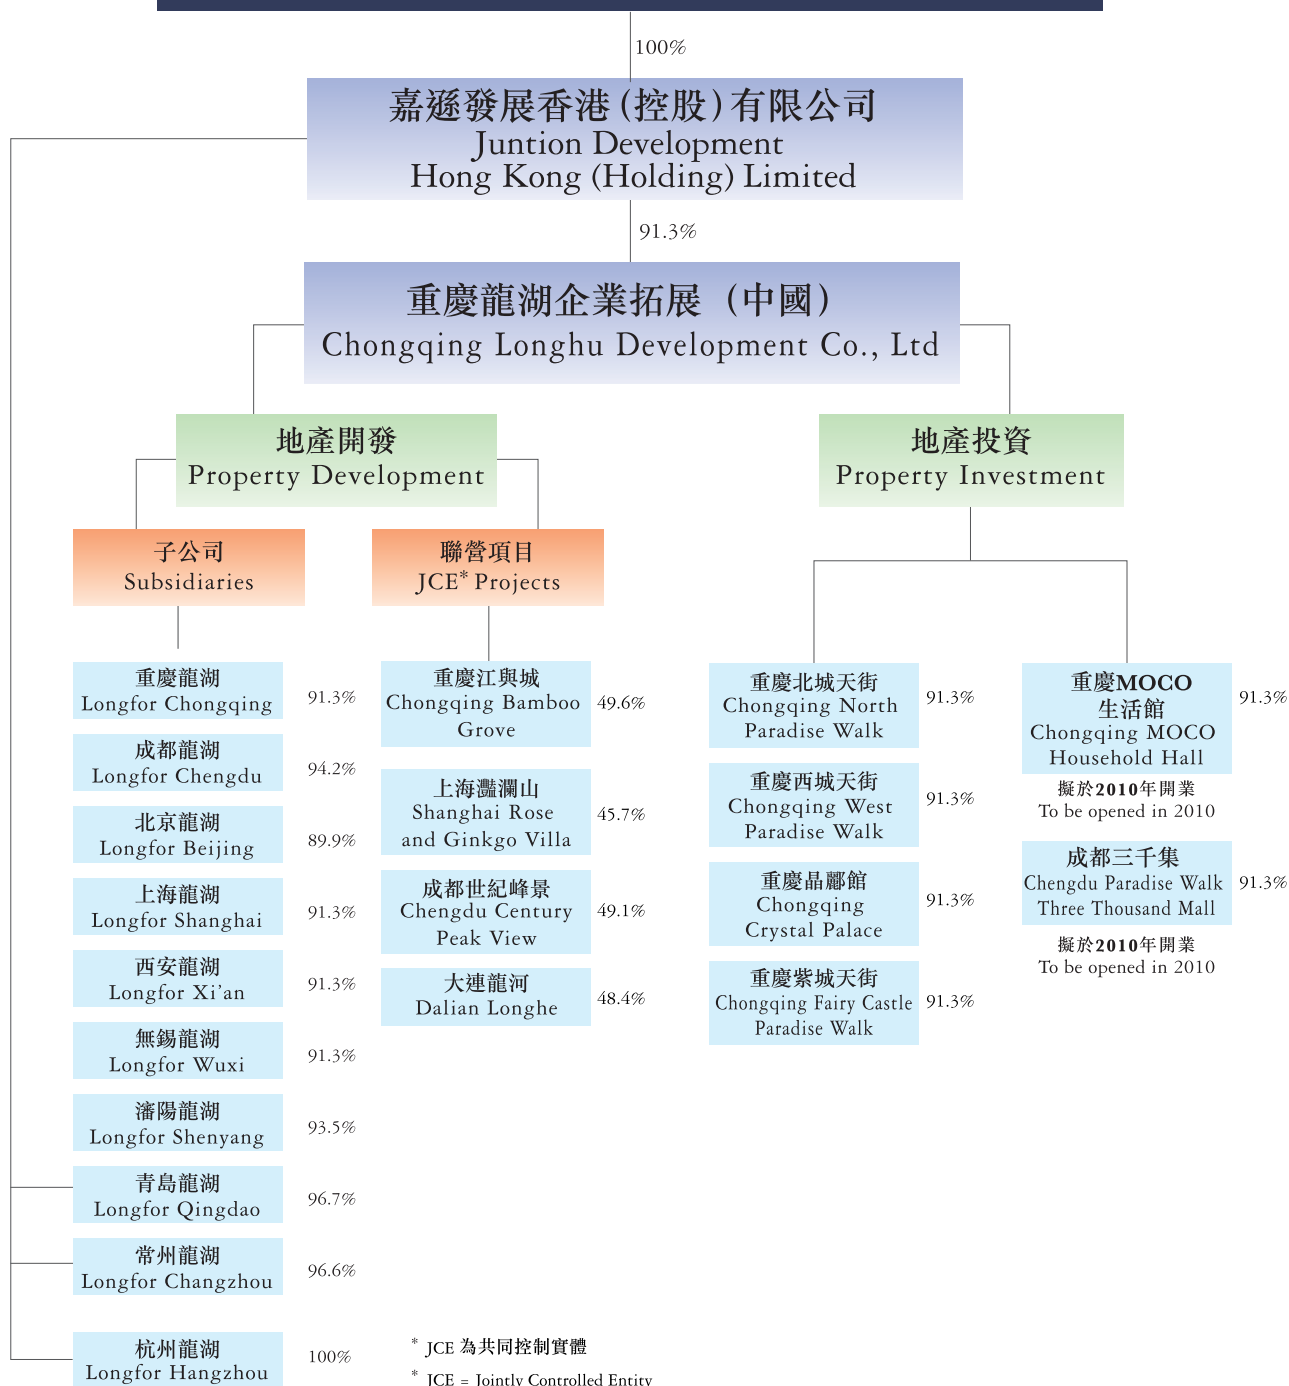 100%
嘉遜發展香港(控股)有限公司
Juntion Development
Hong Kong (Holding) Limited
91.3%
重慶龍湖企業拓展（中國）
Chongqing Longhu Development Co., Ltd
地產開發
Property Development
地產投資
Property Investment
子公司
Subsidiaries
聯營項目
JCE* Projects
重慶龍湖
Longfor Chongqing
91.3%
成都龍湖
Longfor Chengdu
94.2%
北京龍湖
Longfor Beijing
89.9%
上海龍湖
Longfor Shanghai
91.3%
西安龍湖
Longfor Xi’an
91.3%
無錫龍湖
Longfor Wuxi
91.3%
瀋陽龍湖
Longfor Shenyang
93.5%
青島龍湖
Longfor Qingdao
96.7%
常州龍湖
Longfor Changzhou
96.6%
杭州龍湖
Longfor Hangzhou
100%
重慶江與城
Chongqing Bamboo
Grove
49.6%
上海灩瀾山
Shanghai Rose
and Ginkgo Villa
45.7%
成都世紀峰景
Chengdu Century
Peak View
49.1%
大連龍河
Dalian Longhe
48.4%
重慶北城天街
Chongqing North
Paradise Walk
91.3%
重慶西城天街
Chongqing West
Paradise Walk
91.3%
重慶晶酈館
Chongqing
Crystal Palace
91.3%
重慶紫城天街
Chongqing Fairy Castle
Paradise Walk
91.3%
重慶MOCO
生活館
Chongqing MOCO
Household Hall
91.3%
擬於2010年開業
To be opened in 2010
成都三千集
Chengdu Paradise Walk
Three Thousand Mall
91.3%
擬於2010年開業
To be opened in 2010
* JCE 為共同控制實體
* JCE = Jointly Controlled Entity